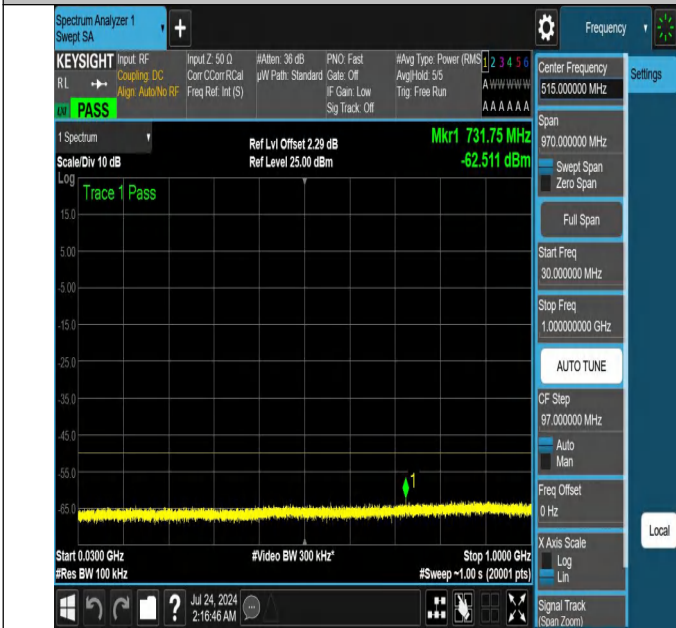 Spectrum Analyzer 1
Swept SA
+
Frequency
KEYSIGHT
RL
Input: RF
Coupling: DC
Align: Auto/No RF
Input Z: 50 Ω
Corr CCorr RCal
Freq Ref: Int (S)
#Atten: 36 dB
µW Path: Standard
PNO: Fast
Gate: Off
IF Gain: Low
Sig Track: Off
#Avg Type: Power (RMS
Avg|Hold: 5/5
Trig: Free Run
1 2 3 4 5 6
A W W W W W
A A A A A A
PASS
1 Spectrum
Scale/Div 10 dB
Ref Lvl Offset 2.29 dB
Ref Level 25.00 dBm
Mkr1 731.75 MHz
-62.511 dBm
Log
Trace 1 Pass
15.0
5.00
-5.00
-15.0
-25.0
-35.0
-45.0
-55.0
-65.0
1
Start 0.0300 GHz
#Res BW 100 kHz
#Video BW 300 kHz*
Stop 1.0000 GHz
#Sweep ~1.00 s (20001 pts)
Center Frequency
515.000000 MHz
Settings
Span
970.000000 MHz
Swept Span
Zero Span
Full Span
Start Freq
30.000000 MHz
Stop Freq
1.000000000 GHz
AUTO TUNE
CF Step
97.000000 MHz
Auto
Man
Freq Offset
0 Hz
X Axis Scale
Log
Lin
Local
Signal Track
(Span Zoom)
?
Jul 24, 2024
2:16:46 AM